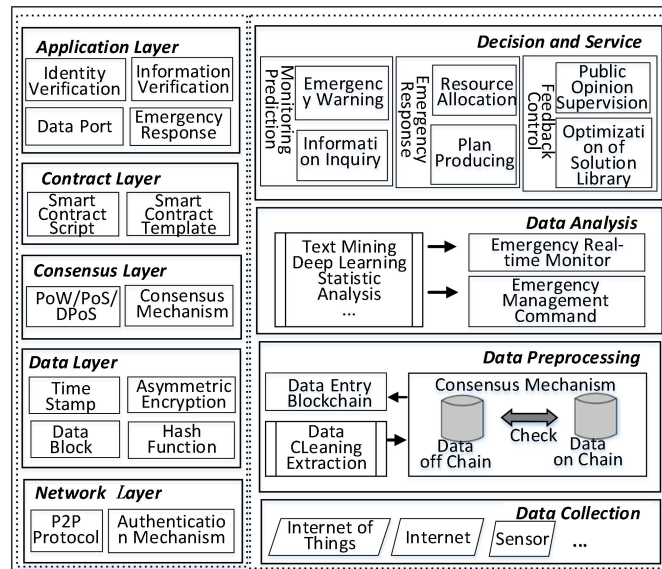 Application Layer
Identity
Verification
Information
Verification
Data Port
Emergency
Response
Contract Layer
Smart
Contract
Script
Smart
Contract
Template
Consensus Layer
PoW/PoS/
DPoS
Consensus
Mechanism
Data Layer
Time
Stamp
Asymmetric
Encryption
Data
Block
Hash
Function
Network Layer
P2P
Protocol
Authenticatio
n Mechanism
Decision and Service
Monitoring
Prediction
Emergenc
y Warning
Informati
on Inquiry
Emergency
Response
Resource
Allocation
Plan
Producing
Feedback
Control
Public
Opinion
Supervision
Optimizati
on of
Solution
Library
Data Analysis
Text Mining
Deep Learning
Statistic
Analysis
...
Emergency Real-
time Monitor
Emergency
Management
Command
Data Preprocessing
Data Entry
Blockchain
Data
CLeaning
Extraction
Consensus Mechanism
Check
Data
off Chain
Data
on Chain
Data Collection
Internet of
Things
Internet
Sensor
...